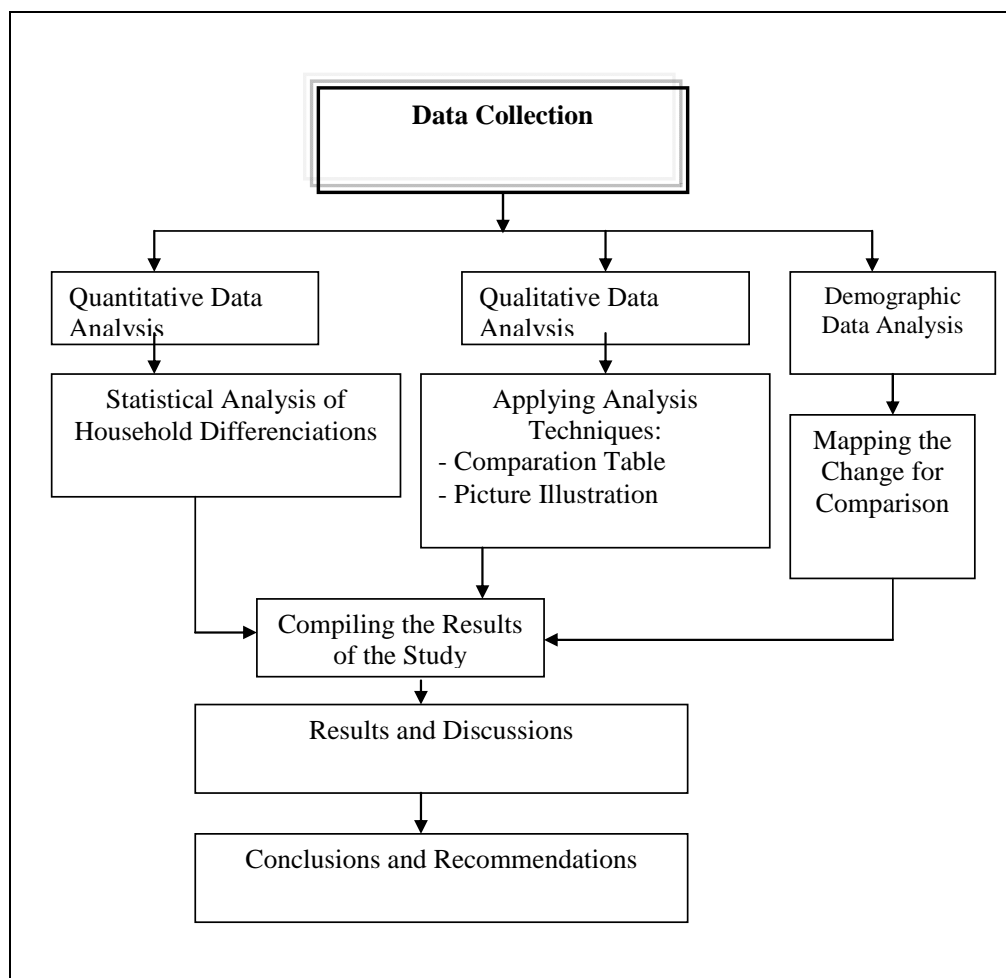 Data Collection
Quantitative Data
Analysis
Qualitative Data
Analysis
Demographic
Data Analysis
Statistical Analysis of
Household Differenciations
Applying Analysis
Techniques:
- Comparation Table
- Picture Illustration
Mapping the
Change for
Comparison
Compiling the Results
of the Study
Results and Discussions
Conclusions and Recommendations